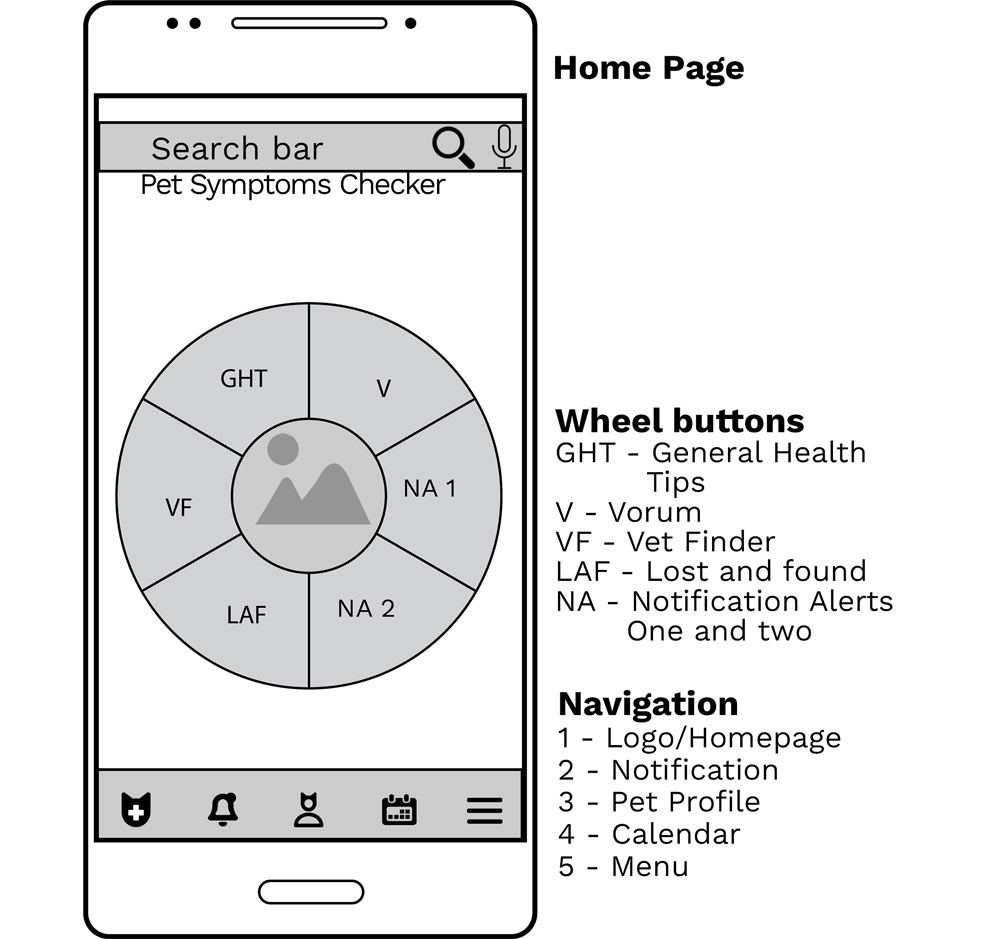 Home Page
Search bar
Pet Symptoms Checker
GHT
V
NA 1
VF
LAF
NA 2
Wheel buttons
GHT - General Health
Tips
V - Vorum
VF - Vet Finder
LAF - Lost and found
NA - Notification Alerts
One and two
Navigation
1 - Logo/Homepage
2 - Notification
3 - Pet Profile
4 - Calendar
5 - Menu